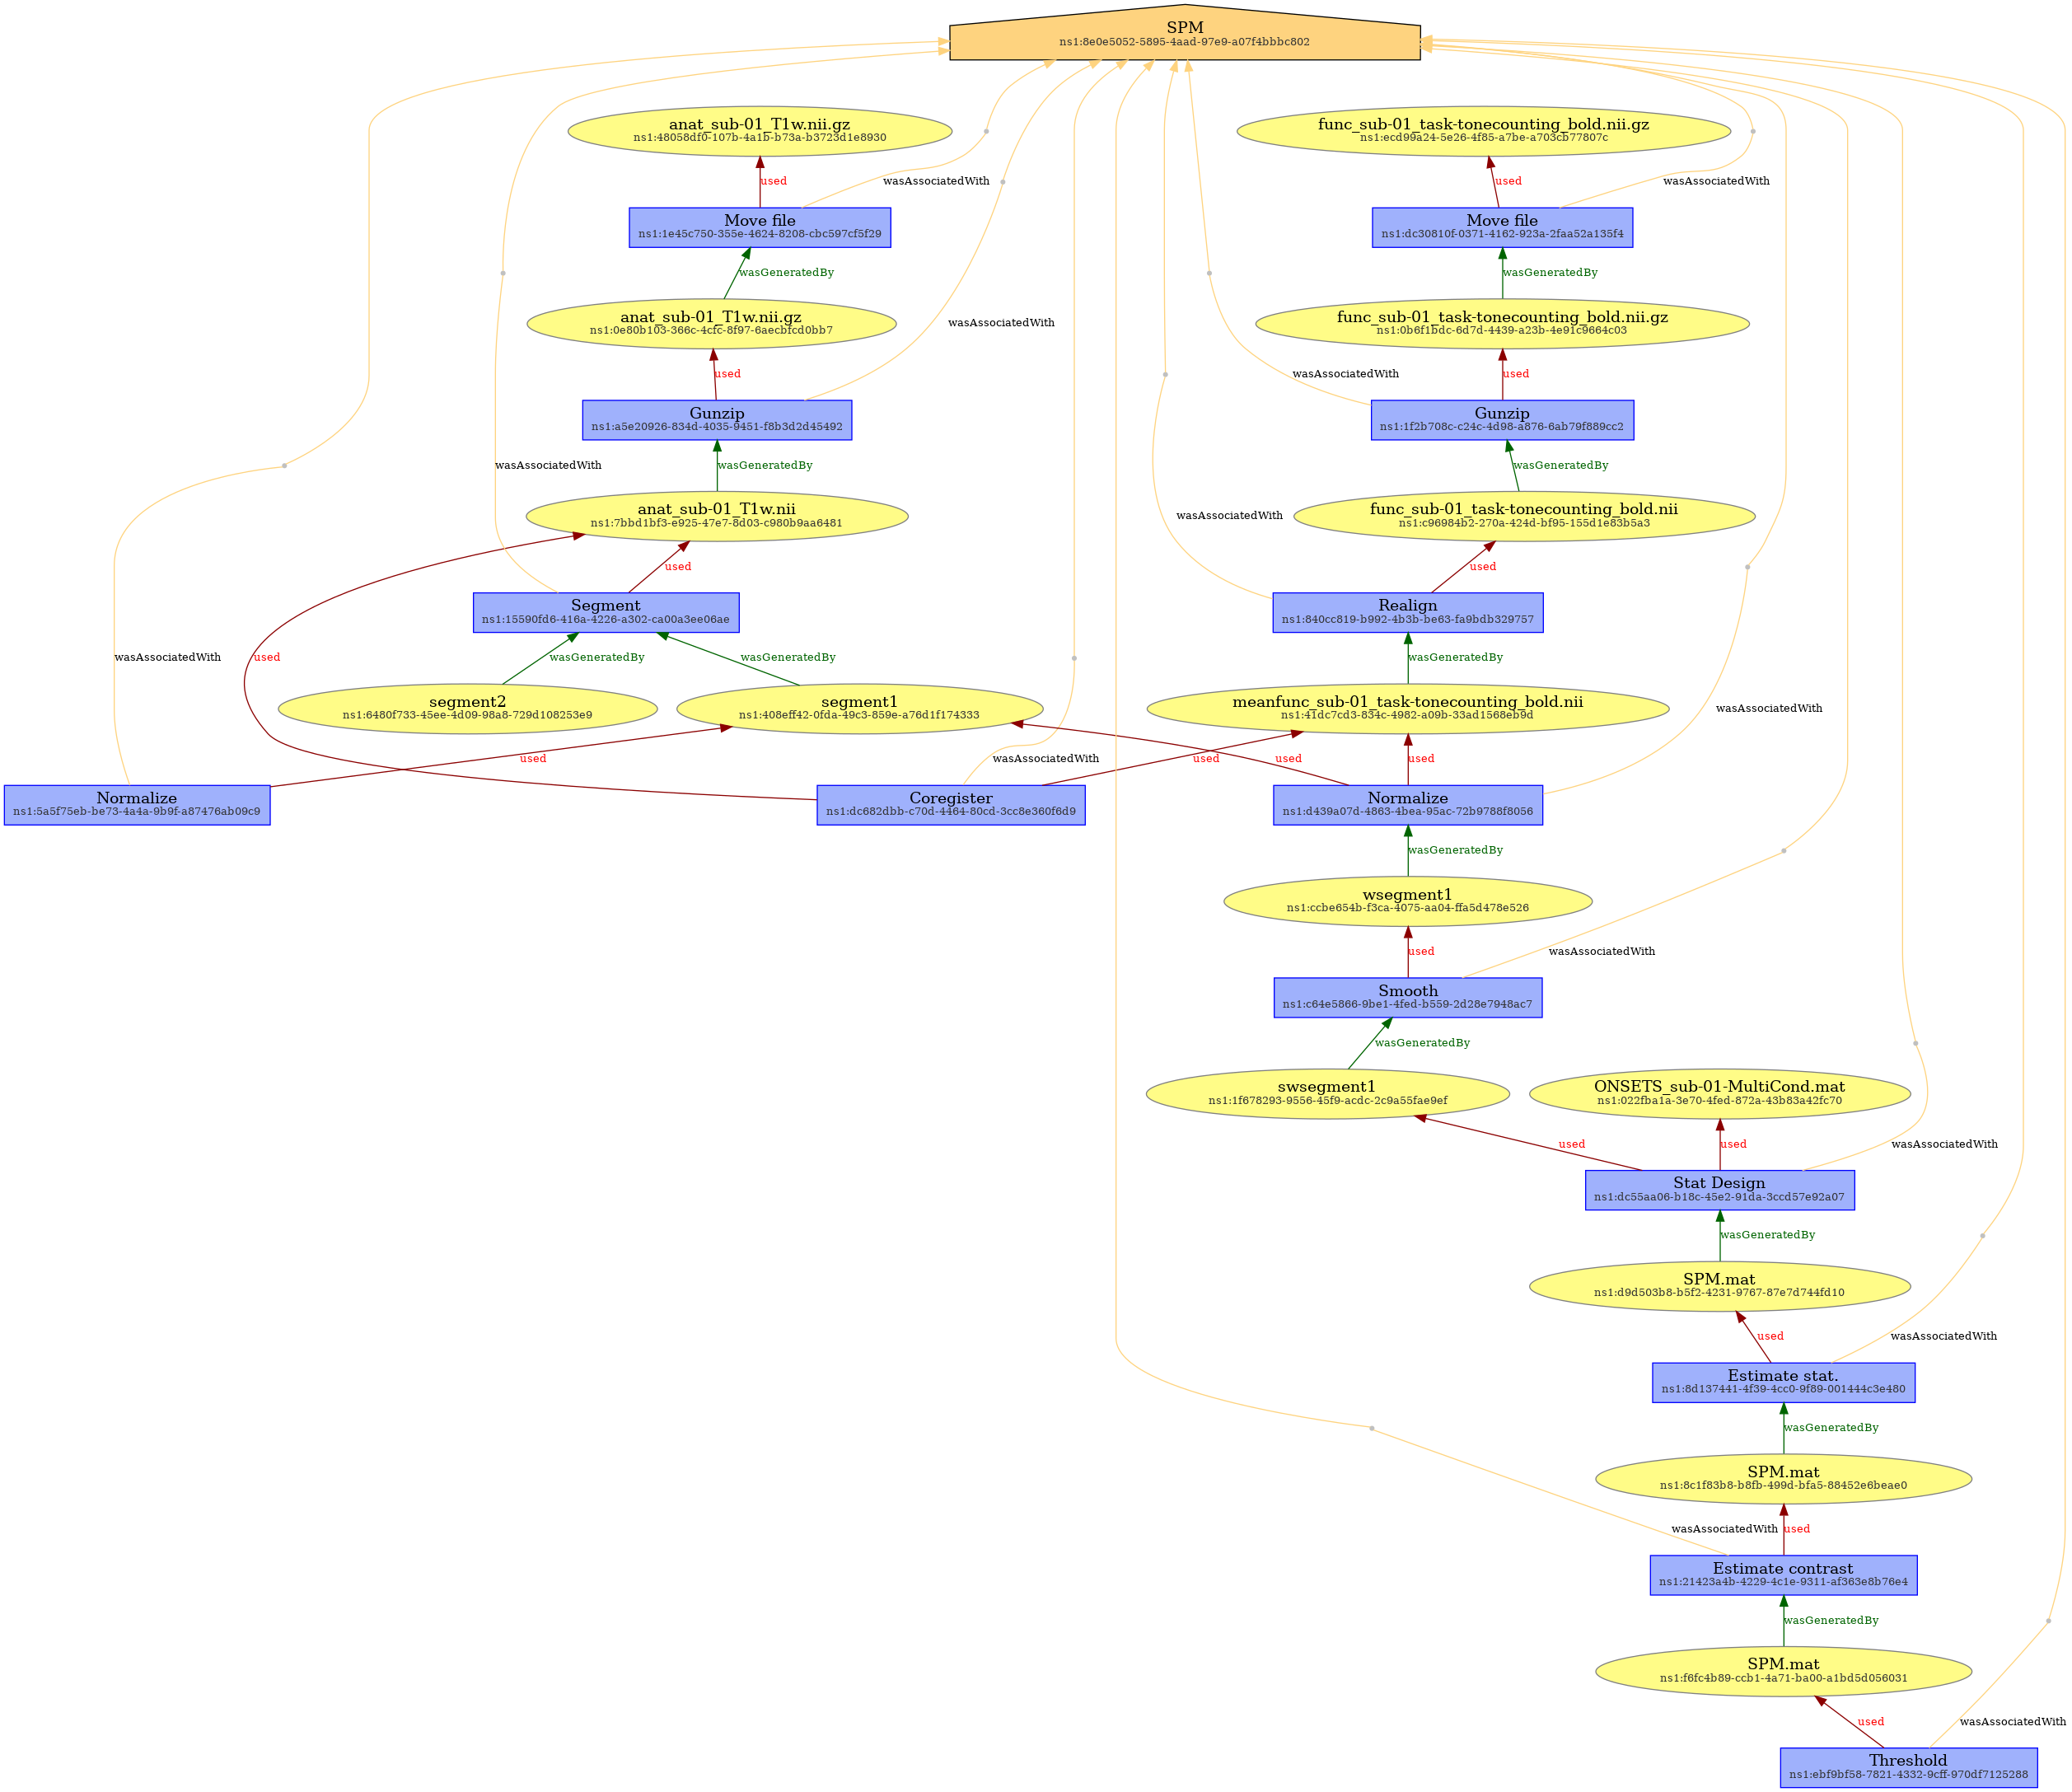 SPM
ns1:8e0e5052-5895-4aad-97e9-a07f4bbbc802
anat_sub-01_T1w.nii.gz
ns1:48058df0-107b-4a1b-b73a-b3723d1e8930
func_sub-01_task-tonecounting_bold.nii.gz
ns1:ecd99a24-5e26-4f85-a7be-a703cb77807c
used
wasAssociatedWith
used
wasAssociatedWith
Move file
ns1:1e45c750-355e-4624-8208-cbc597cf5f29
Move file
ns1:dc30810f-0371-4162-923a-2faa52a135f4
wasGeneratedBy
wasGeneratedBy
anat_sub-01_T1w.nii.gz
ns1:0e80b103-366c-4cfc-8f97-6aecbfcd0bb7
wasAssociatedWith
func_sub-01_task-tonecounting_bold.nii.gz
ns1:0b6f1bdc-6d7d-4439-a23b-4e91c9664c03
used
wasAssociatedWith
used
Gunzip
ns1:a5e20926-834d-4035-9451-f8b3d2d45492
Gunzip
ns1:1f2b708c-c24c-4d98-a876-6ab79f889cc2
wasAssociatedWith
wasGeneratedBy
wasGeneratedBy
anat_sub-01_T1w.nii
ns1:7bbd1bf3-e925-47e7-8d03-c980b9aa6481
wasAssociatedWith
func_sub-01_task-tonecounting_bold.nii
ns1:c96984b2-270a-424d-bf95-155d1e83b5a3
used
used
Segment
ns1:15590fd6-416a-4226-a302-ca00a3ee06ae
Realign
ns1:840cc819-b992-4b3b-be63-fa9bdb329757
wasAssociatedWith
used
wasGeneratedBy
wasGeneratedBy
wasGeneratedBy
segment2
ns1:6480f733-45ee-4d09-98a8-729d108253e9
segment1
ns1:408eff42-0fda-49c3-859e-a76d1f174333
meanfunc_sub-01_task-tonecounting_bold.nii
ns1:41dc7cd3-834c-4982-a09b-33ad1568eb9d
wasAssociatedWith
used
wasAssociatedWith
used
used
used
Normalize
ns1:5a5f75eb-be73-4a4a-9b9f-a87476ab09c9
Coregister
ns1:dc682dbb-c70d-4464-80cd-3cc8e360f6d9
Normalize
ns1:d439a07d-4863-4bea-95ac-72b9788f8056
wasGeneratedBy
wsegment1
ns1:ccbe654b-f3ca-4075-aa04-ffa5d478e526
used
wasAssociatedWith
Smooth
ns1:c64e5866-9be1-4fed-b559-2d28e7948ac7
wasGeneratedBy
swsegment1
ns1:1f678293-9556-45f9-acdc-2c9a55fae9ef
ONSETS_sub-01-MultiCond.mat
ns1:022fba1a-3e70-4fed-872a-43b83a42fc70
used
used
wasAssociatedWith
Stat Design
ns1:dc55aa06-b18c-45e2-91da-3ccd57e92a07
wasGeneratedBy
SPM.mat
ns1:d9d503b8-b5f2-4231-9767-87e7d744fd10
used
wasAssociatedWith
Estimate stat.
ns1:8d137441-4f39-4cc0-9f89-001444c3e480
wasGeneratedBy
SPM.mat
ns1:8c1f83b8-b8fb-499d-bfa5-88452e6beae0
wasAssociatedWith
used
Estimate contrast
ns1:21423a4b-4229-4c1e-9311-af363e8b76e4
wasGeneratedBy
SPM.mat
ns1:f6fc4b89-ccb1-4a71-ba00-a1bd5d056031
used
wasAssociatedWith
Threshold
ns1:ebf9bf58-7821-4332-9cff-970df7125288